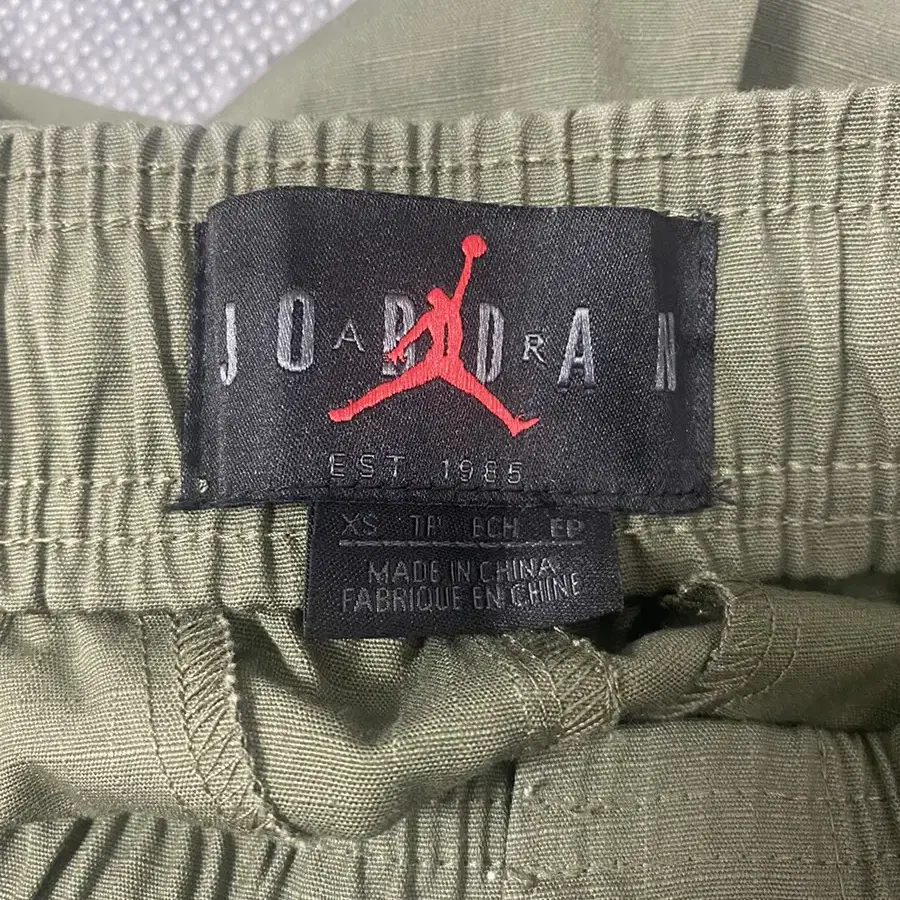 JORDAN
AIR
EST. 1985
XS TP ECH EP
MADE IN CHINA
FABRIQUE EN CHINE